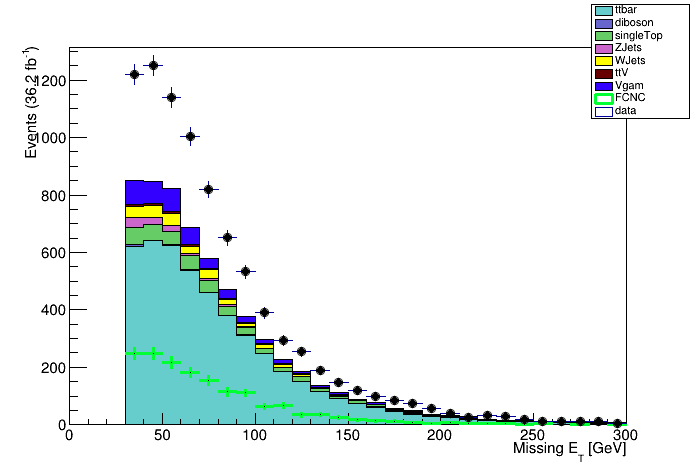 ttbar
diboson
singleTop
ZJets
WJets
ttV
Vgam
FCNC
data
Events (36.2 fb⁻¹)
1200
1000
800
600
400
200
0
0 50 100 150 200 250 300
Missing E_T [GeV]